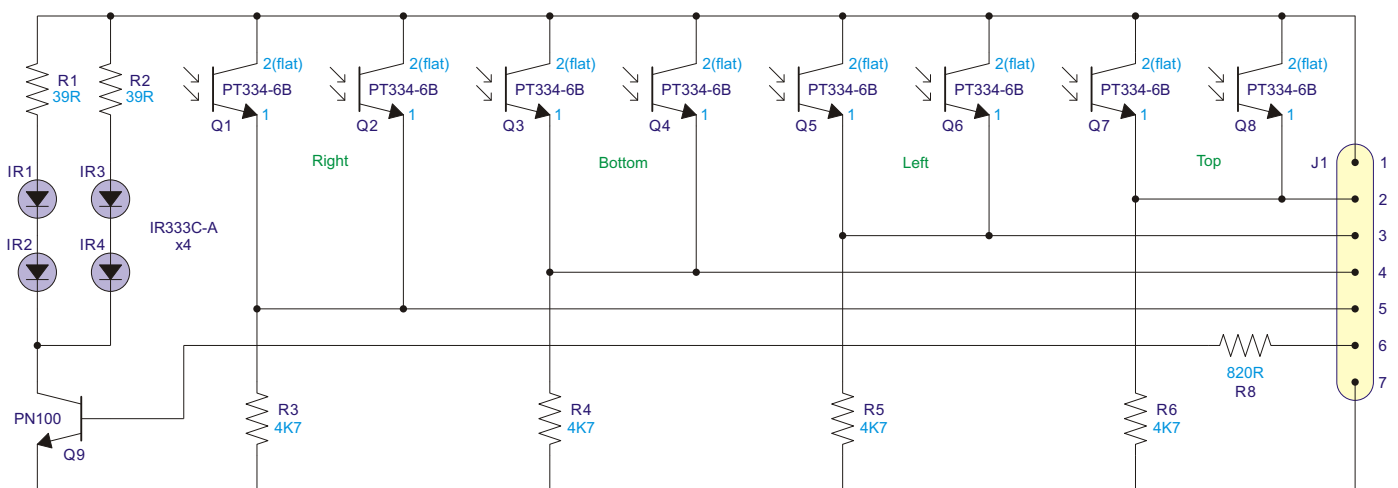 R1
39R
R2
39R
2(flat)
PT334-6B
1
Q1
2(flat)
PT334-6B
1
Q2
2(flat)
PT334-6B
1
Q3
2(flat)
PT334-6B
1
Q4
2(flat)
PT334-6B
1
Q5
2(flat)
PT334-6B
1
Q6
2(flat)
PT334-6B
1
Q7
2(flat)
PT334-6B
1
Q8
Right
Bottom
Left
Top
J1
1
2
3
4
5
6
7
IR1
IR3
IR333C-A
x4
IR2
IR4
820R
R8
PN100
Q9
R3
4K7
R4
4K7
R5
4K7
R6
4K7